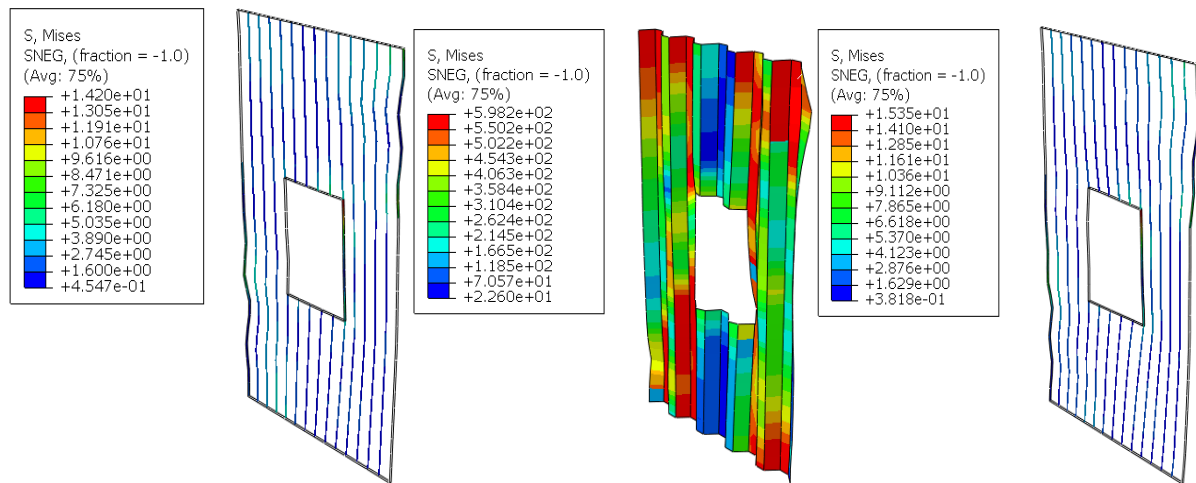 S, Mises
SNEG, (fraction = -1.0)
(Avg: 75%)
+1.420e+01
+1.305e+01
+1.191e+01
+1.076e+01
+9.616e+00
+8.471e+00
+7.325e+00
+6.180e+00
+5.035e+00
+3.890e+00
+2.745e+00
+1.600e+00
+4.547e-01
S, Mises
SNEG, (fraction = -1.0)
(Avg: 75%)
+5.982e+02
+5.502e+02
+5.022e+02
+4.543e+02
+4.063e+02
+3.584e+02
+3.104e+02
+2.624e+02
+2.145e+02
+1.665e+02
+1.185e+02
+7.057e+01
+2.260e+01
S, Mises
SNEG, (fraction = -1.0)
(Avg: 75%)
+1.535e+01
+1.410e+01
+1.285e+01
+1.161e+01
+1.036e+01
+9.112e+00
+7.865e+00
+6.618e+00
+5.370e+00
+4.123e+00
+2.876e+00
+1.629e+00
+3.818e-01